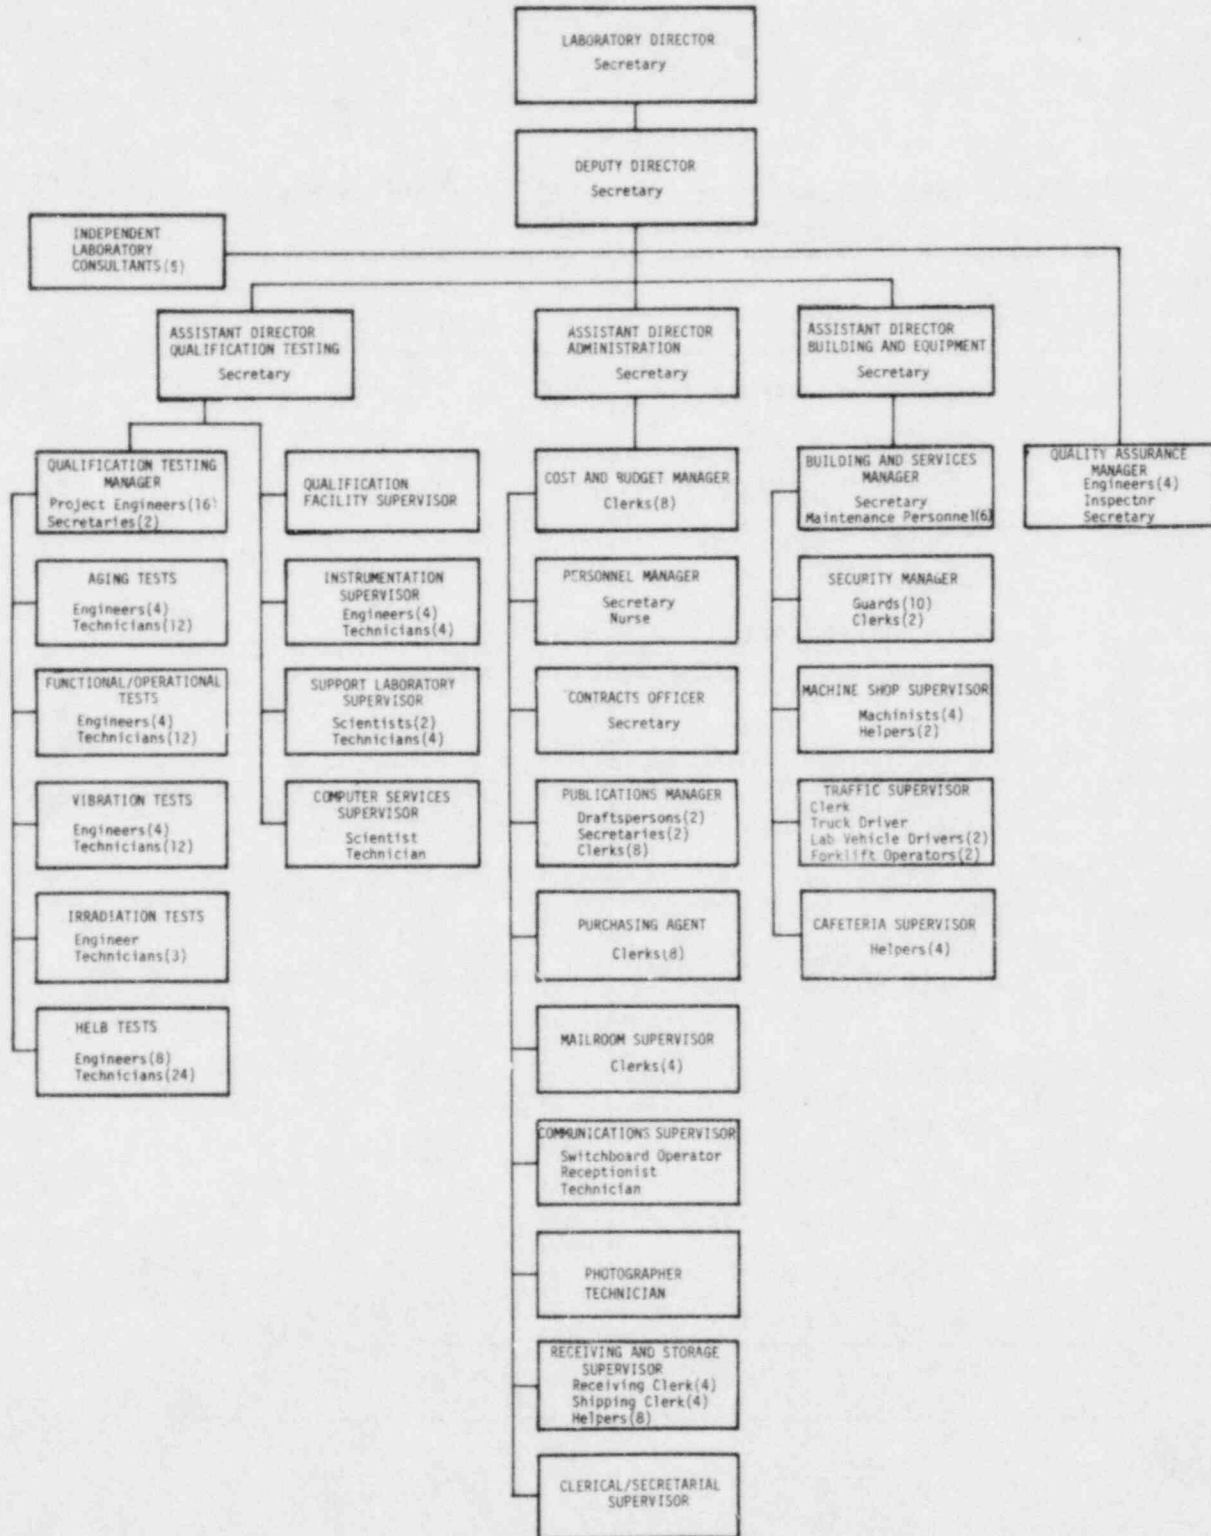 LABORATORY DIRECTOR
Secretary
DEPUTY DIRECTOR
Secretary
INDEPENDENT
LABORATORY
CONSULTANTS(5)
ASSISTANT DIRECTOR
QUALIFICATION TESTING
Secretary
ASSISTANT DIRECTOR
ADMINISTRATION
Secretary
ASSISTANT DIRECTOR
BUILDING AND EQUIPMENT
Secretary
QUALIFICATION TESTING
MANAGER
Project Engineers(16)
Secretaries(2)
AGING TESTS
Engineers(4)
Technicians(12)
FUNCTIONAL/OPERATIONAL
TESTS
Engineers(4)
Technicians(12)
VIBRATION TESTS
Engineers(4)
Technicians(12)
IRRADIATION TESTS
Engineer
Technicians(3)
HELB TESTS
Engineers(8)
Technicians(24)
QUALIFICATION
FACILITY SUPERVISOR
INSTRUMENTATION
SUPERVISOR
Engineers(4)
Technicians(4)
SUPPORT LABORATORY
SUPERVISOR
Scientists(2)
Technicians(4)
COMPUTER SERVICES
SUPERVISOR
Scientist
Technician
COST AND BUDGET MANAGER
Clerks(8)
PERSONNEL MANAGER
Secretary
Nurse
CONTRACTS OFFICER
Secretary
PUBLICATIONS MANAGER
Draftspersons(2)
Secretaries(2)
Clerks(8)
PURCHASING AGENT
Clerks(8)
MAILROOM SUPERVISOR
Clerks(4)
COMMUNICATIONS SUPERVISOR
Switchboard Operator
Receptionist
Technician
PHOTOGRAPHER
TECHNICIAN
RECEIVING AND STORAGE
SUPERVISOR
Receiving Clerk(4)
Shipping Clerk(4)
Helpers(8)
CLERICAL/SECRETARIAL
SUPERVISOR
BUILDING AND SERVICES
MANAGER
Secretary
Maintenance Personnel(6)
SECURITY MANAGER
Guards(10)
Clerks(2)
MACHINE SHOP SUPERVISOR
Machinists(4)
Helpers(2)
TRAFFIC SUPERVISOR
Clerk
Truck Driver
Lab Vehicle Drivers(2)
Forklift Operators(2)
CAFETERIA SUPERVISOR
Helpers(4)
QUALITY ASSURANCE
MANAGER
Engineers(4)
Inspector
Secretary